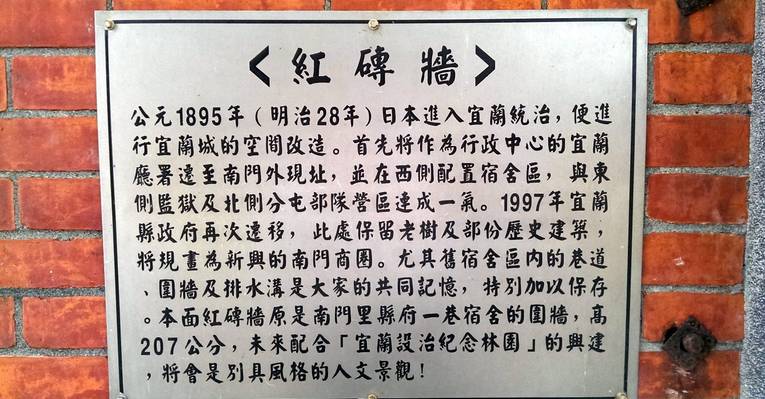 <紅磚牆>
公元1895年(明治28年)日本進入宜蘭統治,便進
行宜蘭城的空間改造。首先將作為行政中心的宜蘭
廳署遷至南門外現址,並在西側配置宿舍區,與東
側監獄及北側分屯部隊營區連成一氣。1997年宜蘭
縣政府再次遷移,此處保留老樹及部份歷史建築,
將規畫為新興的南門商圈。尤其舊宿舍區內的巷道
、圍牆及排水溝是大家的共同記憶,特別加以保存
。本面紅磚牆原是南門里縣府一巷宿舍的圍牆,高
207公分,未來配合「宜蘭設治紀念林園」的興建
,將會是別具風格的人文景觀!